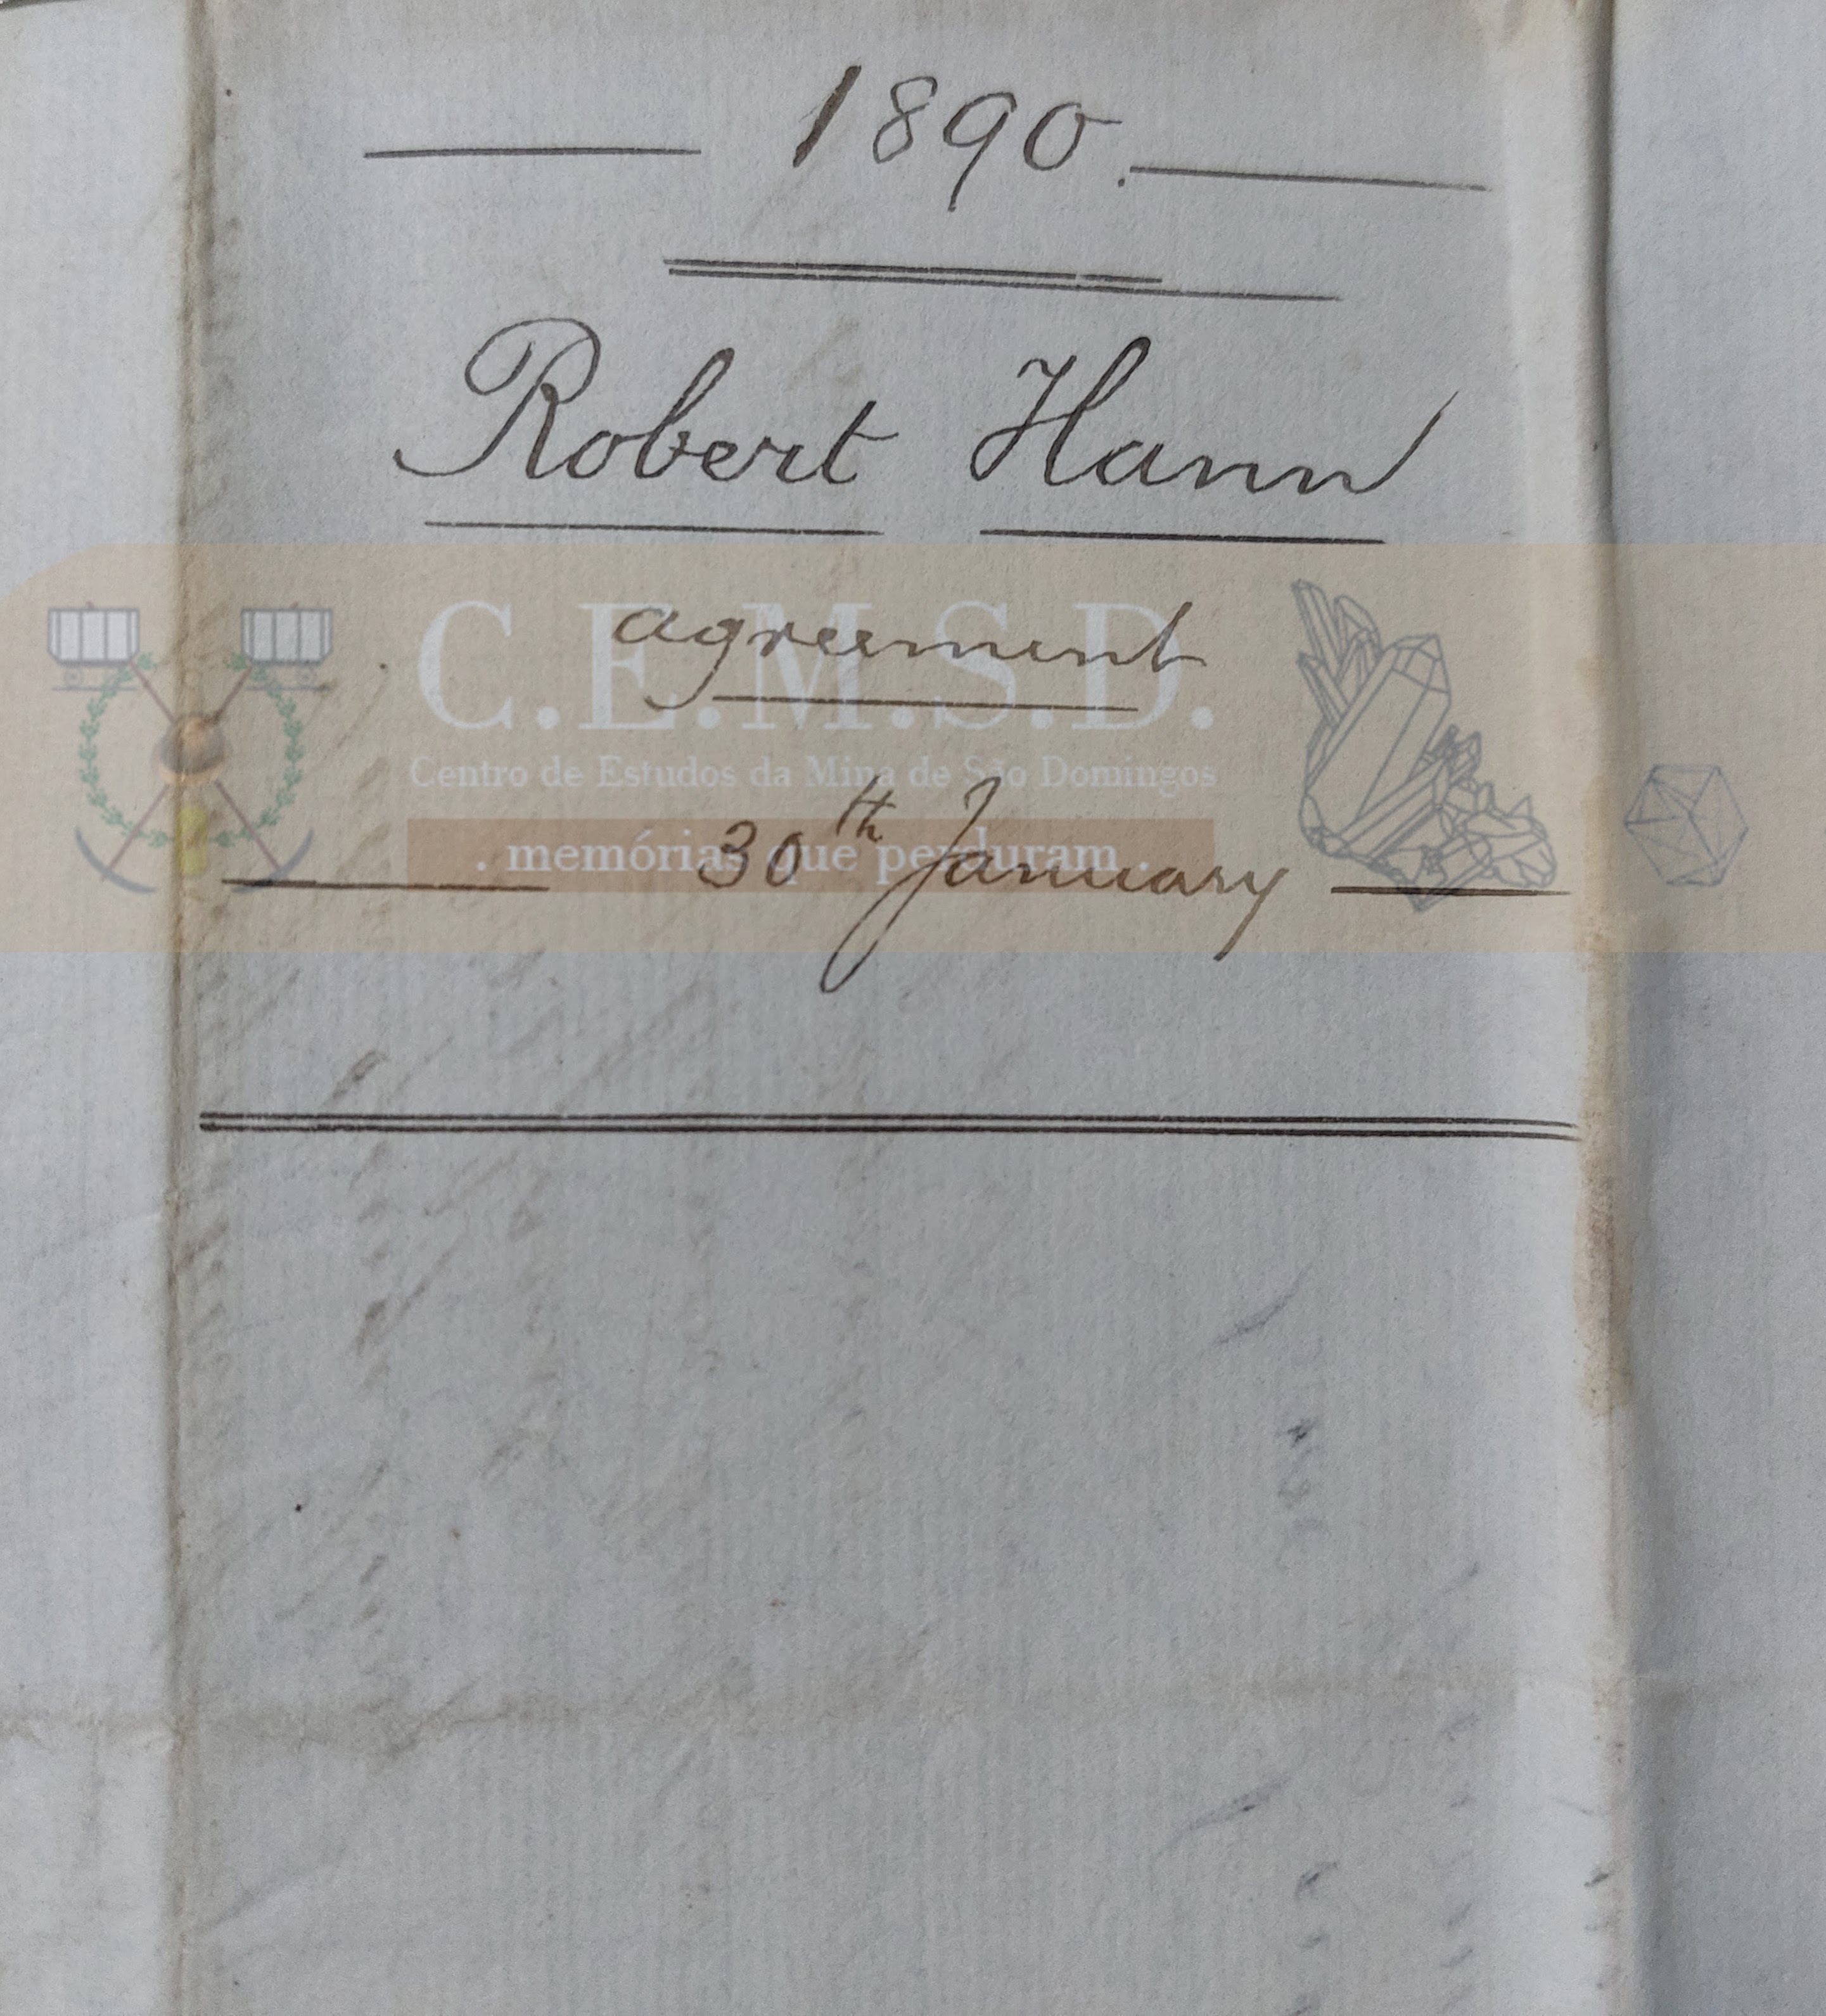 1890.
Robert Hann
agreement
C.E.M.S.D.
Centro de Estudos da Mina de São Domingos
30th January
. memórias que perduram .